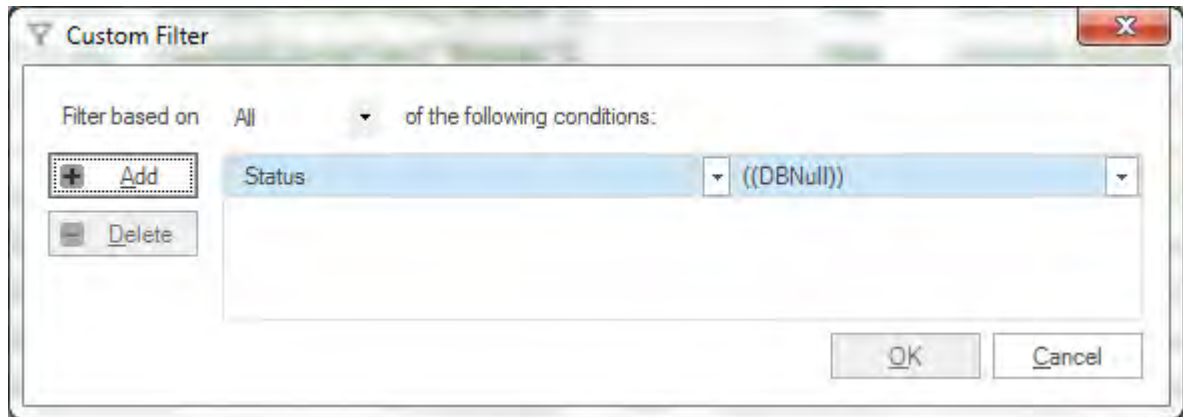 Custom Filter
Filter based on All of the following conditions:
Add Status ((DBNull))
Delete
OK Cancel